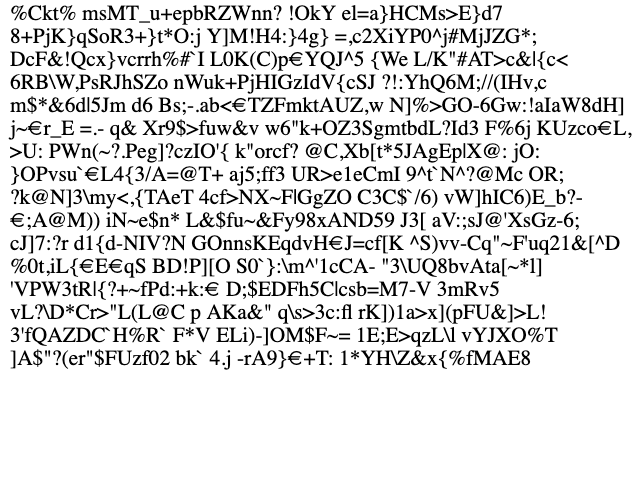 %Ckt% msMT_u+epbRZWnn? !OkY el=a}HCMs>E}d7
8+PjK}qSoR3+}t*O:j Y]M!H4:}4g} =,c2XiYP0^j#MjJZG*;
DcF&!Qcx}vcrrh%#`I L0K(C)p€YQJ^5 {We L/K"#AT>c&l{c<
6RB\W,PsRJhSZo nWuk+PjHIGzIdV{cSJ ?!:YhQ6M;//(IHv,c
m$*&6dl5Jm d6 Bs;-.ab<€TZFmktAUZ,w N]%>GO-6Gw:!aIaW8dH]
j~€r_E =.- q& Xr9$>fuw&v w6"k+OZ3SgmtbdL?Id3 F%6j KUzco€L,
>U: PWn(~?.Peg]?czIO'{ k"orcf? @C,Xb[t*5JAgEp|X@: jO:
}OPvsu`€L4{3/A=@T+ aj5;ff3 UR>e1eCmI 9^t`N^?@Mc OR;
?k@N]3\my<,{TAeT 4cf>NX~F|GgZO C3C$`/6) vW]hIC6)E_b?-
€;A@M)) iN~e$n* L&$fu~&Fy98xAND59 J3[ aV:;sJ@'XsGz-6;
cJ]7:?r d1{d-NIV?N GOnnsKEqdvH€J=cf[K ^S)vv-Cq"~F'uq21&[^D
%0t,iL{€E€qS BD!P][O S0`}:\m^'1cCA- "3\UQ8bvAta[~*l]
'VPW3tR|{?+~fPd:+k:€ D;$EDFh5C|csb=M7-V 3mRv5
vL?\D*Cr>"L(L@C p AKa&" q\s>3c:fl rK])1a>x](pFU&]>L!
3'fQAZDC`H%R` F*V ELi)-]OM$F~= 1E;E>qzL\l vYJXO%T
]A$"?(er"$FUzf02 bk` 4.j -rA9}€+T: 1*YH\Z&x{%fMAE8